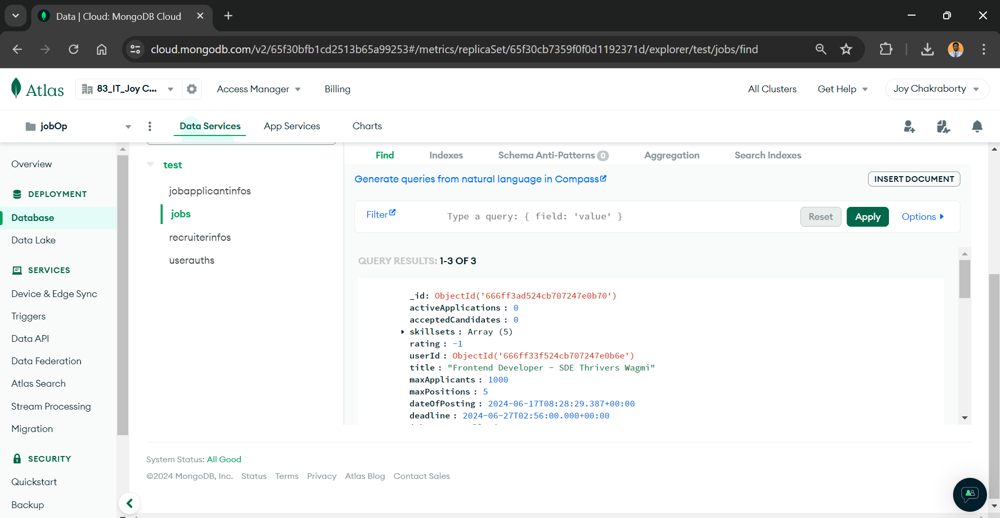 Data | Cloud: MongoDB Cloud
cloud.mongodb.com/v2/65f30bfb1cd2513b65a99253#/metrics/replicaSet/65f30cb7359f0f0d1192371d/explorer/test/jobs/find
Atlas
83_IT_Joy C...
Access Manager
Billing
All Clusters
Get Help
Joy Chakraborty
jobOp
Data Services
App Services
Charts
Overview
DEPLOYMENT
Database
Data Lake
SERVICES
Device & Edge Sync
Triggers
Data API
Data Federation
Atlas Search
Stream Processing
Migration
SECURITY
Quickstart
Backup
test
jobapplicantinfos
jobs
recruiterinfos
userauths
Find
Indexes
Schema Anti-Patterns 0
Aggregation
Search Indexes
Generate queries from natural language in Compass
INSERT DOCUMENT
Filter
Type a query: { field: 'value' }
Reset
Apply
Options
QUERY RESULTS: 1-3 OF 3
_id: ObjectId('666ff3ad524cb707247e0b70')
activeApplications : 0
acceptedCandidates : 0
skillsets : Array (5)
rating : -1
userId : ObjectId('666ff33f524cb707247e0b6e')
title : "Frontend Developer - SDE Thrivers Wagmi"
maxApplicants : 1000
maxPositions : 5
dateOfPosting : 2024-06-17T08:28:29.387+00:00
deadline : 2024-06-27T02:56:00.000+00:00
System Status: All Good
©2024 MongoDB, Inc. Status Terms Privacy Atlas Blog Contact Sales